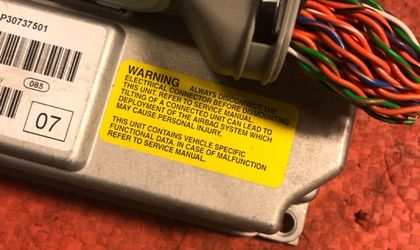 P30737501
085
07
WARNING ALWAYS DISCONNECT THE
ELECTRICAL CONNECTOR BEFORE DISMOUNTING
THIS UNIT, REFER TO SERVICE MANUAL.
TILTING OF A CONNECTED UNIT CAN LEAD TO
DEPLOYMENT OF THE AIRBAG SYSTEM WHICH
MAY CAUSE PERSONAL INJURY.
THIS UNIT CONTAINS VEHICLE SPECIFIC
FUNCTIONAL DATA. IN CASE OF MALFUNCTION
REFER TO SERVICE MANUAL.